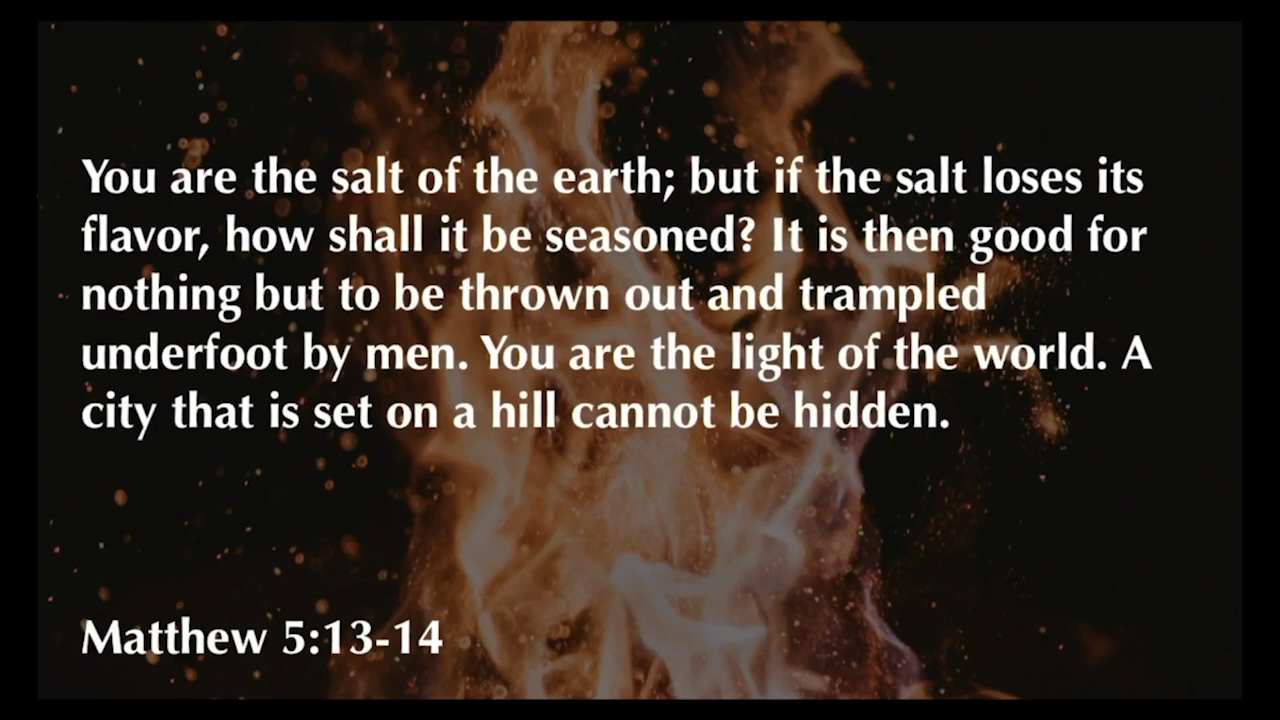 You are the salt of the earth; but if the salt loses its
flavor, how shall it be seasoned? It is then good for
nothing but to be thrown out and trampled
underfoot by men. You are the light of the world. A
city that is set on a hill cannot be hidden.
Matthew 5:13-14